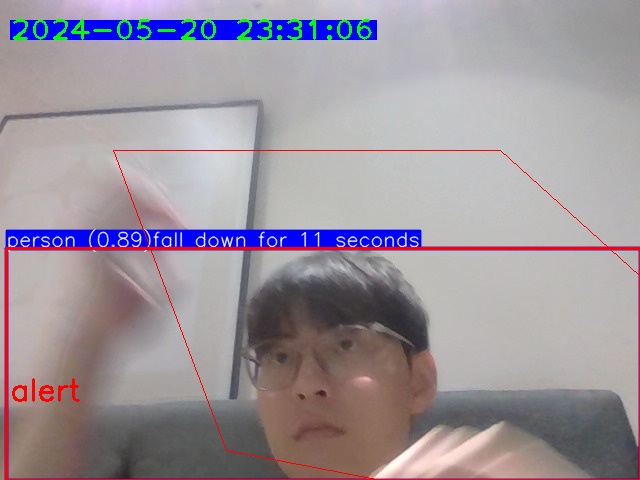 2024-05-20 23:31:06
person (0.89)fall down for 11 seconds
alert